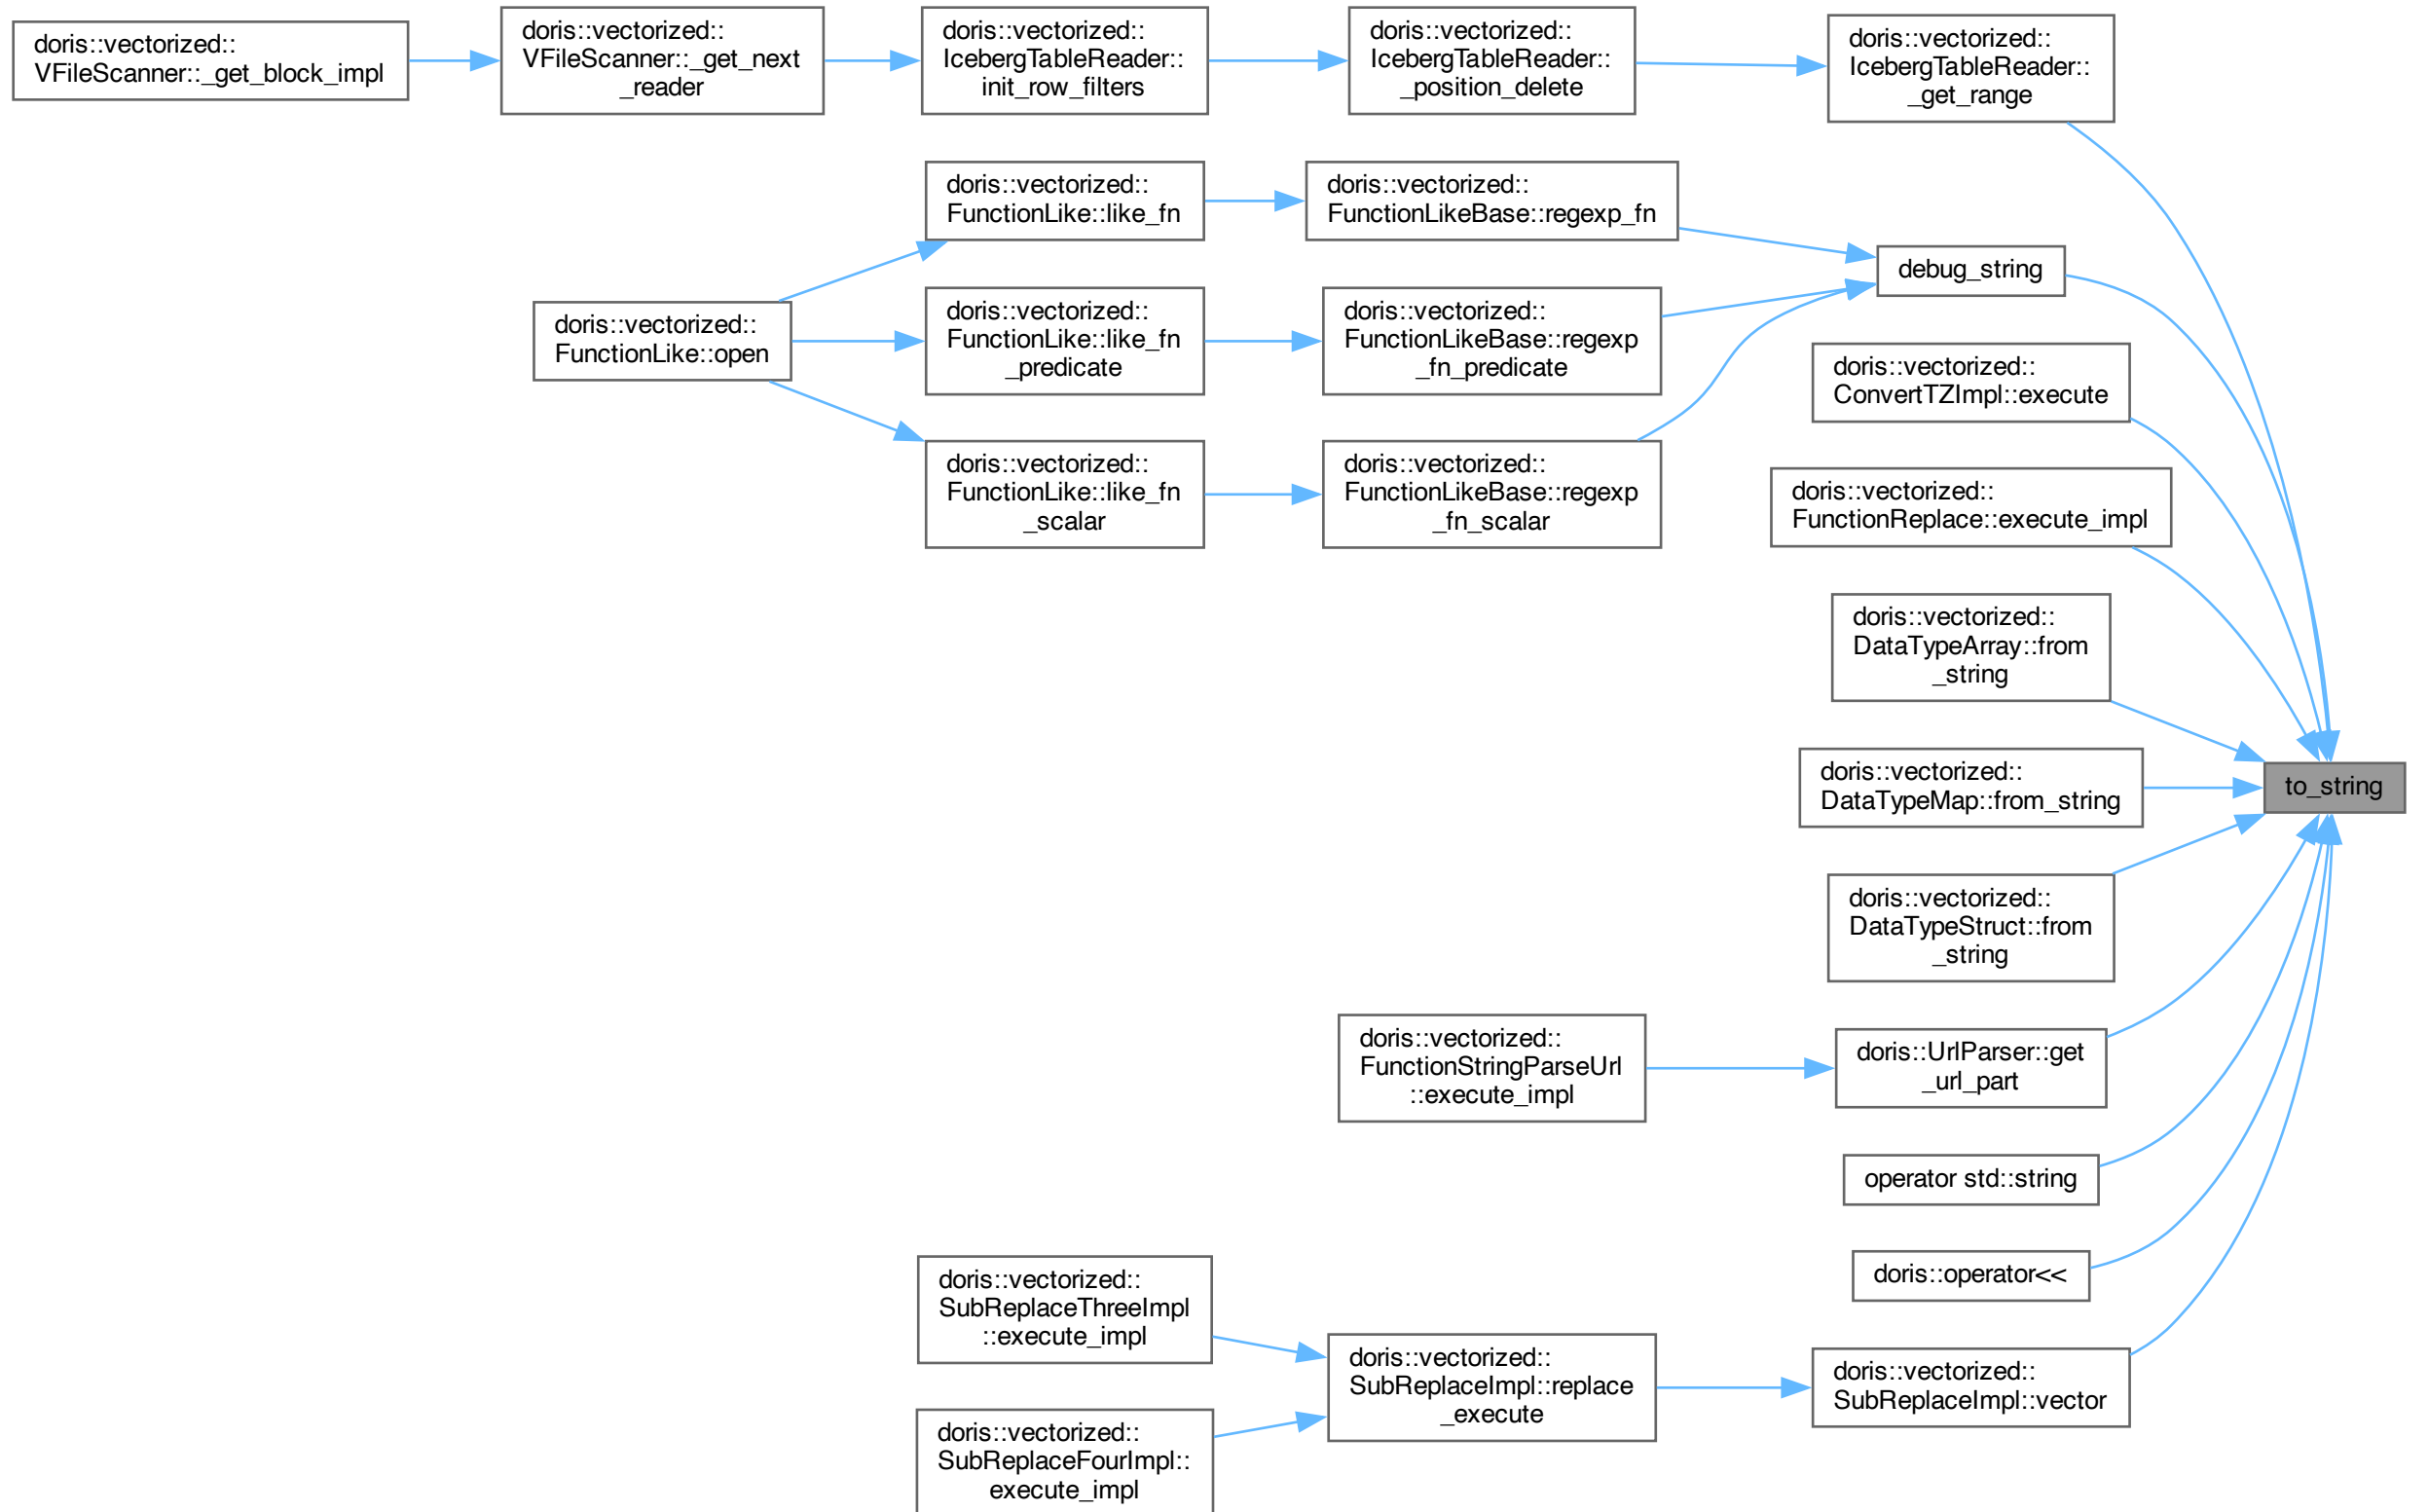 doris::vectorized::
VFileScanner::_get_block_impl
doris::vectorized::
VFileScanner::_get_next
_reader
doris::vectorized::
IcebergTableReader::
init_row_filters
doris::vectorized::
IcebergTableReader::
_position_delete
doris::vectorized::
IcebergTableReader::
_get_range
doris::vectorized::
FunctionLike::like_fn
doris::vectorized::
FunctionLikeBase::regexp_fn
debug_string
doris::vectorized::
FunctionLike::open
doris::vectorized::
FunctionLike::like_fn
_predicate
doris::vectorized::
FunctionLikeBase::regexp
_fn_predicate
doris::vectorized::
ConvertTZImpl::execute
doris::vectorized::
FunctionLike::like_fn
_scalar
doris::vectorized::
FunctionLikeBase::regexp
_fn_scalar
doris::vectorized::
FunctionReplace::execute_impl
doris::vectorized::
DataTypeArray::from
_string
doris::vectorized::
DataTypeMap::from_string
to_string
doris::vectorized::
DataTypeStruct::from
_string
doris::vectorized::
FunctionStringParseUrl
::execute_impl
doris::UrlParser::get
_url_part
operator std::string
doris::operator<<
doris::vectorized::
SubReplaceThreeImpl
::execute_impl
doris::vectorized::
SubReplaceImpl::replace
_execute
doris::vectorized::
SubReplaceImpl::vector
doris::vectorized::
SubReplaceFourImpl::
execute_impl